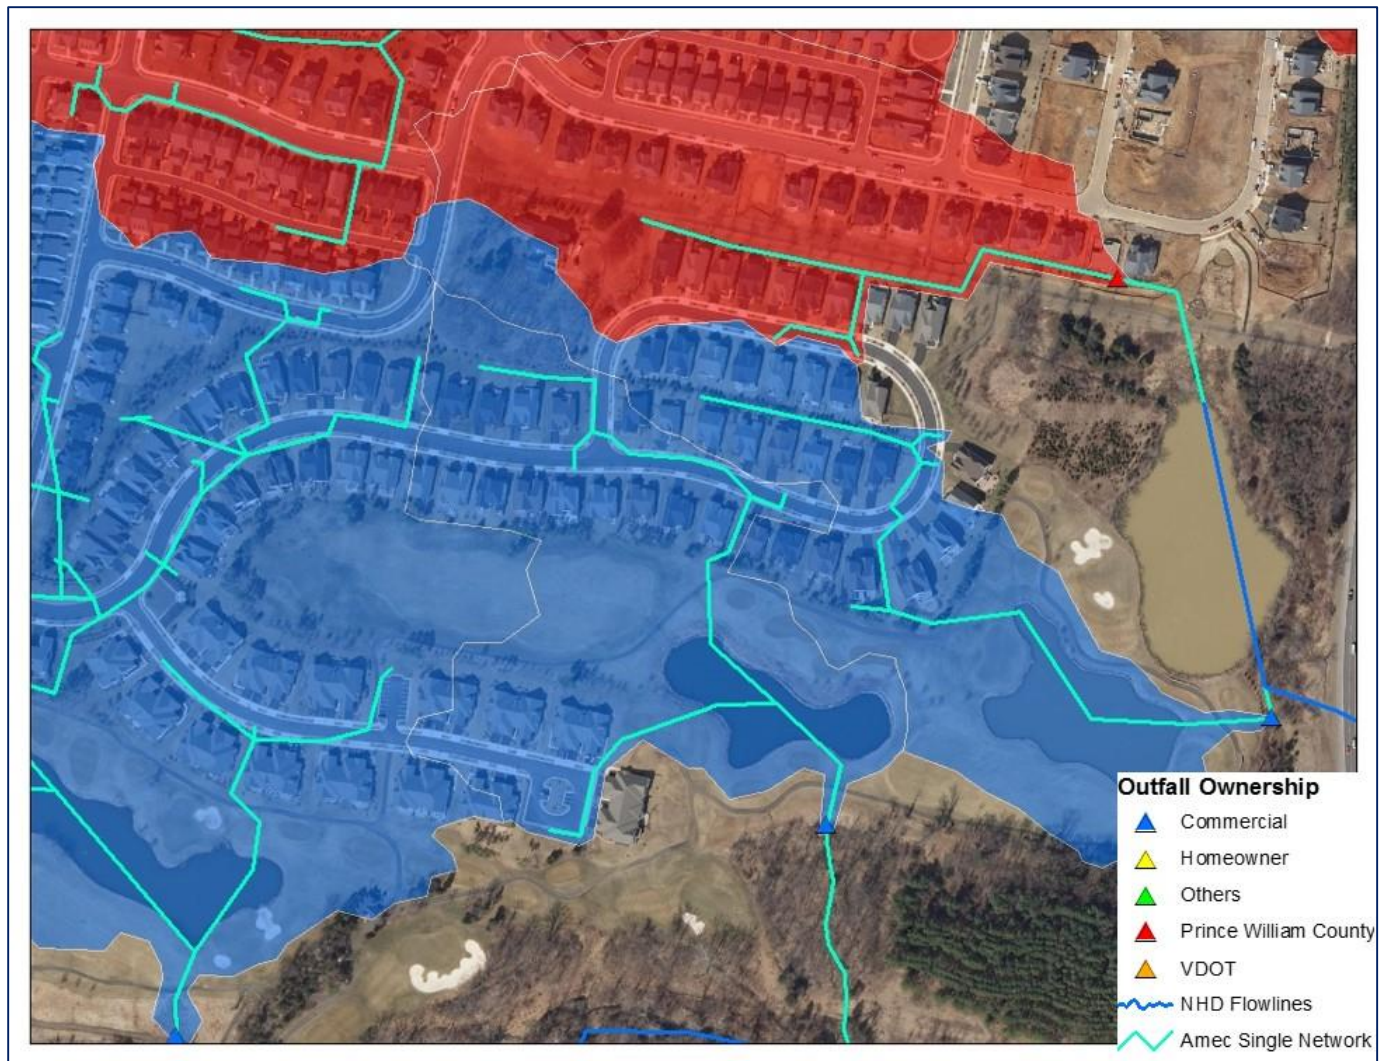 Outfall Ownership
Commercial
Homeowner
Others
Prince William County
VDOT
NHD Flowlines
Amec Single Network